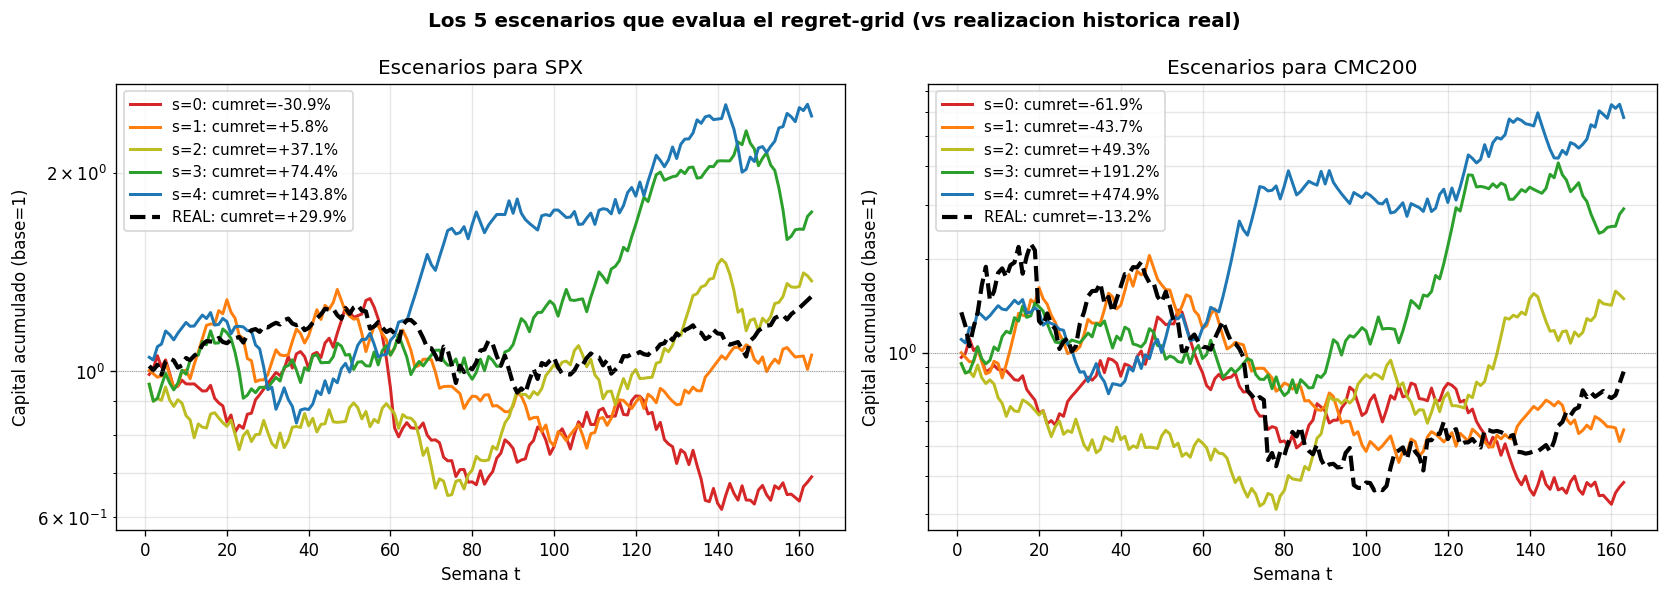 Los 5 escenarios que evalua el regret-grid (vs realizacion historica real)
Escenarios para SPX
s=0: cumret=-30.9%
s=1: cumret=+5.8%
s=2: cumret=+37.1%
s=3: cumret=+74.4%
s=4: cumret=+143.8%
REAL: cumret=+29.9%
Capital acumulado (base=1)
2 × 10⁰
10⁰
6 × 10⁻¹
0 20 40 60 80 100 120 140 160
Semana t
Escenarios para CMC200
s=0: cumret=-61.9%
s=1: cumret=-43.7%
s=2: cumret=+49.3%
s=3: cumret=+191.2%
s=4: cumret=+474.9%
REAL: cumret=-13.2%
Capital acumulado (base=1)
10⁰
0 20 40 60 80 100 120 140 160
Semana t